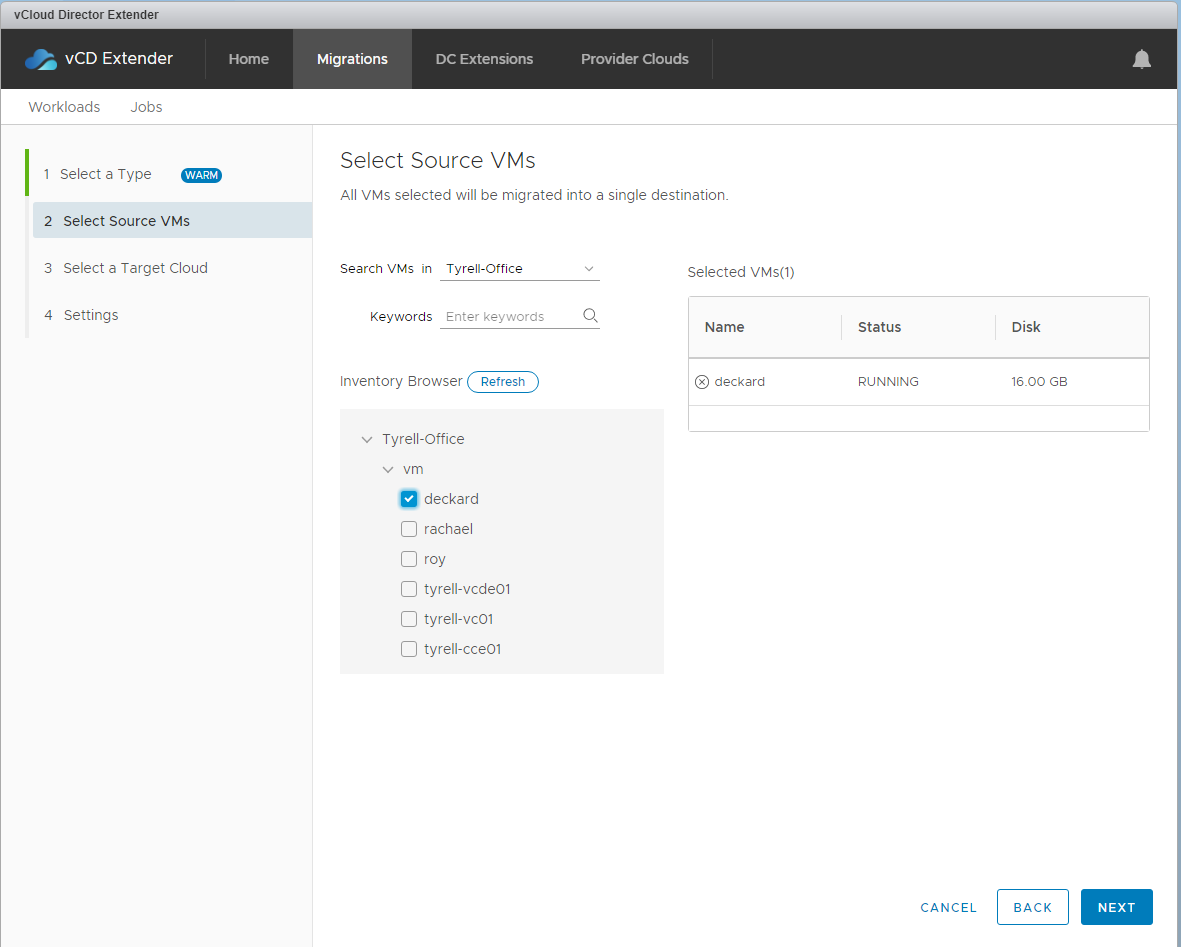 vCloud Director Extender
vCD Extender Home Migrations DC Extensions Provider Clouds
Workloads Jobs
1 Select a Type WARM
2 Select Source VMs
3 Select a Target Cloud
4 Settings
Select Source VMs
All VMs selected will be migrated into a single destination.
Search VMs in Tyrell-Office
Keywords Enter keywords
Inventory Browser Refresh
Tyrell-Office
vm
deckard
rachael
roy
tyrell-vcde01
tyrell-vc01
tyrell-cce01
Selected VMs(1)
Name Status Disk
deckard RUNNING 16.00 GB
CANCEL BACK NEXT